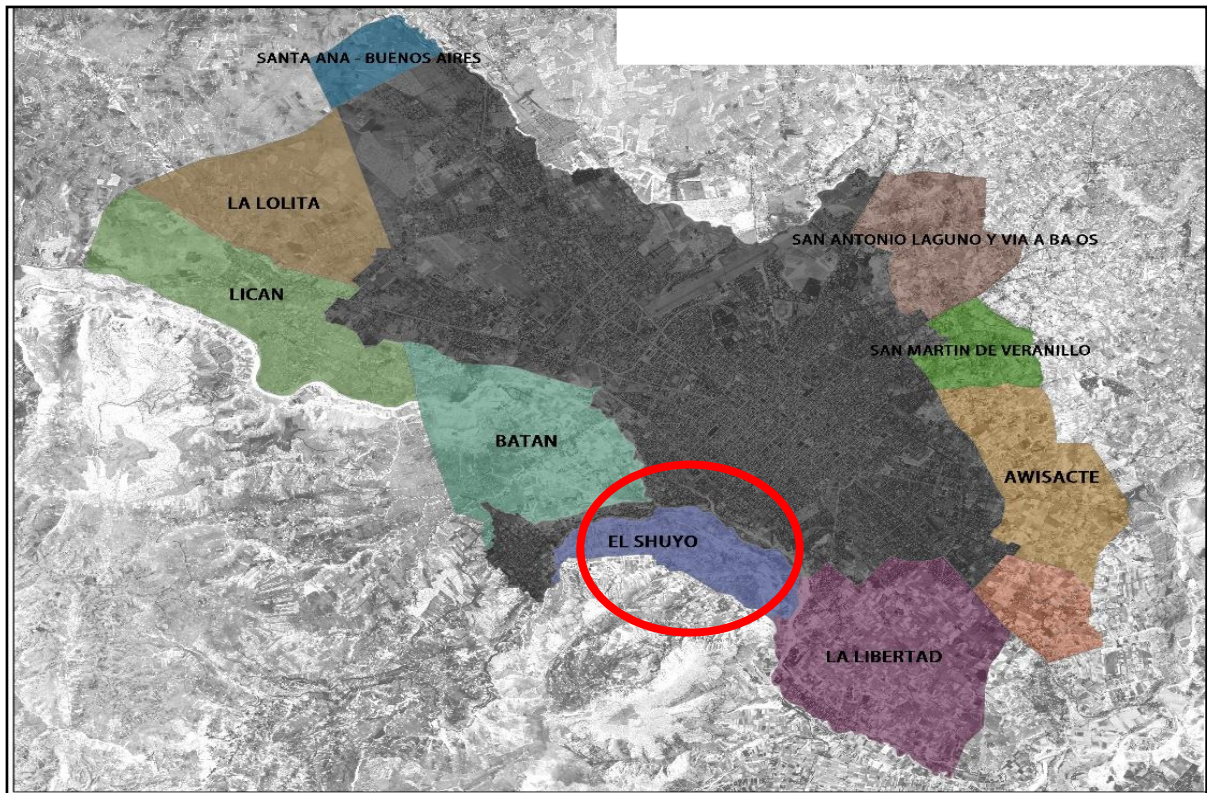 SANTA ANA - BUENOS AIRES
LA LOLITA
SAN ANTONIO LAGUNO Y VIA A BA OS
LICAN
SAN MARTIN DE VERANILLO
BATAN
AWISACTE
EL SHUYO
LA LIBERTAD